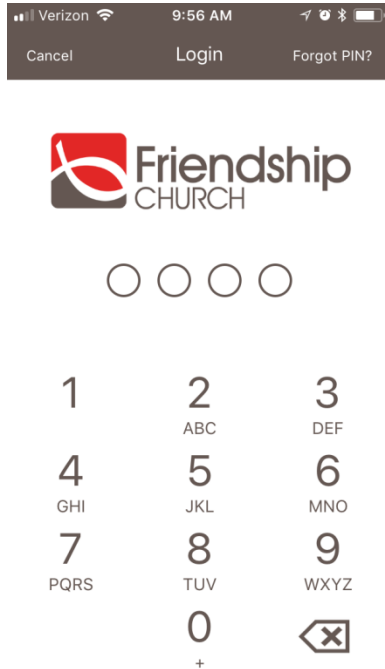 Verizon 9:56 AM
Cancel Login Forgot PIN?
Friendship
CHURCH
1 2 3
ABC DEF
4 5 6
GHI JKL MNO
7 8 9
PQRS TUV WXYZ
0
+